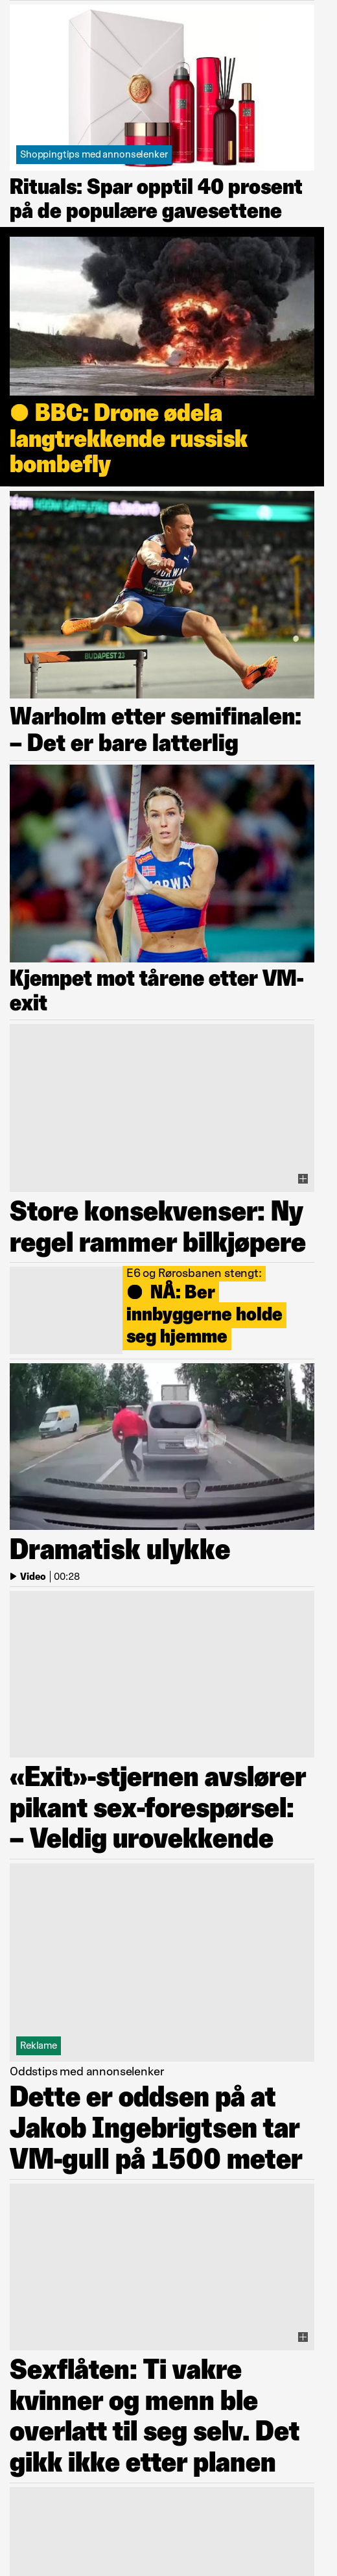 Shoppingtips med annonselenker
Rituals: Spar opptil 40 prosent
på de populære gavesettene
BBC: Drone ødela
langtrekkende russisk
bombefly
NORWAY
BUDAPEST 23
Warholm etter semifinalen:
– Det er bare latterlig
NORWAY
Kjempet mot tårene etter VM-
exit
Store konsekvenser: Ny
regel rammer bilkjøpere
E6 og Rørosbanen stengt:
NÅ: Ber
innbyggerne holde
seg hjemme
Dramatisk ulykke
Video | 00:28
«Exit»-stjernen avslører
pikant sex-forespørsel:
– Veldig urovekkende
Reklame
Oddstips med annonselenker
Dette er oddsen på at
Jakob Ingebrigtsen tar
VM-gull på 1500 meter
Sexflåten: Ti vakre
kvinner og menn ble
overlatt til seg selv. Det
gikk ikke etter planen